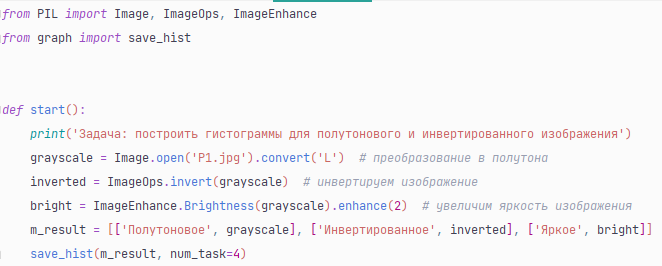 from PIL import Image, ImageOps, ImageEnhance
from graph import save_hist
def start():
print('Задача: построить гистограммы для полутонового и инвертированного изображения')
grayscale = Image.open('P1.jpg').convert('L')  # преобразование в полутона
inverted = ImageOps.invert(grayscale)  # инвертируем изображение
bright = ImageEnhance.Brightness(grayscale).enhance(2)  # увеличим яркость изображения
m_result = [['Полутоновое', grayscale], ['Инвертированное', inverted], ['Яркое', bright]]
save_hist(m_result, num_task=4)